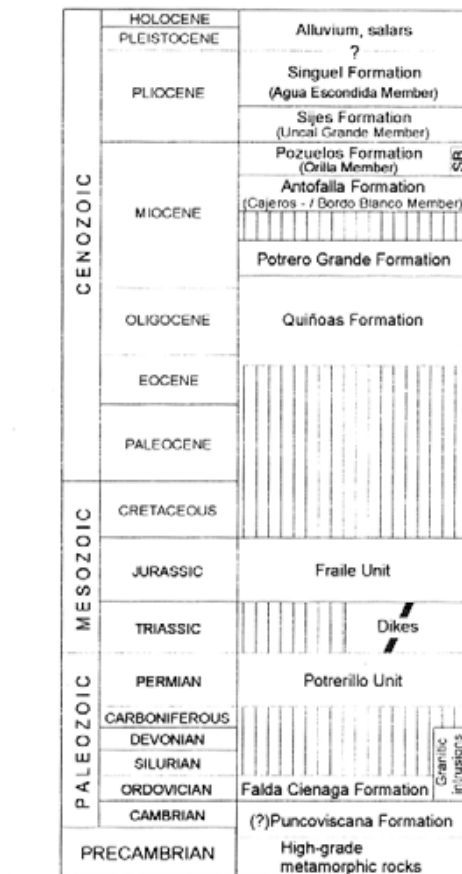 HOLOCENE
PLEISTOCENE
Alluvium, salars
?
PLIOCENE
Singuel Formation
(Agua Escondida Member)
Sijes Formation
(Uncal Grande Member)
CENOZOIC
MIOCENE
Pozuelos Formation
(Orilla Member)
SB
Antofalla Formation
(Cajeros - / Bordo Blanco Member)
Potrero Grande Formation
OLIGOCENE
Quiñoas Formation
EOCENE
PALEOCENE
MESOZOIC
CRETACEOUS
JURASSIC
Fraile Unit
TRIASSIC
Dikes
PALEOZOIC
PERMIAN
Potrerillo Unit
CARBONIFEROUS
DEVONIAN
SILURIAN
Granitic
intrusions
ORDOVICIAN
Falda Cienaga Formation
CAMBRIAN
(?)Puncoviscana Formation
PRECAMBRIAN
High-grade
metamorphic rocks